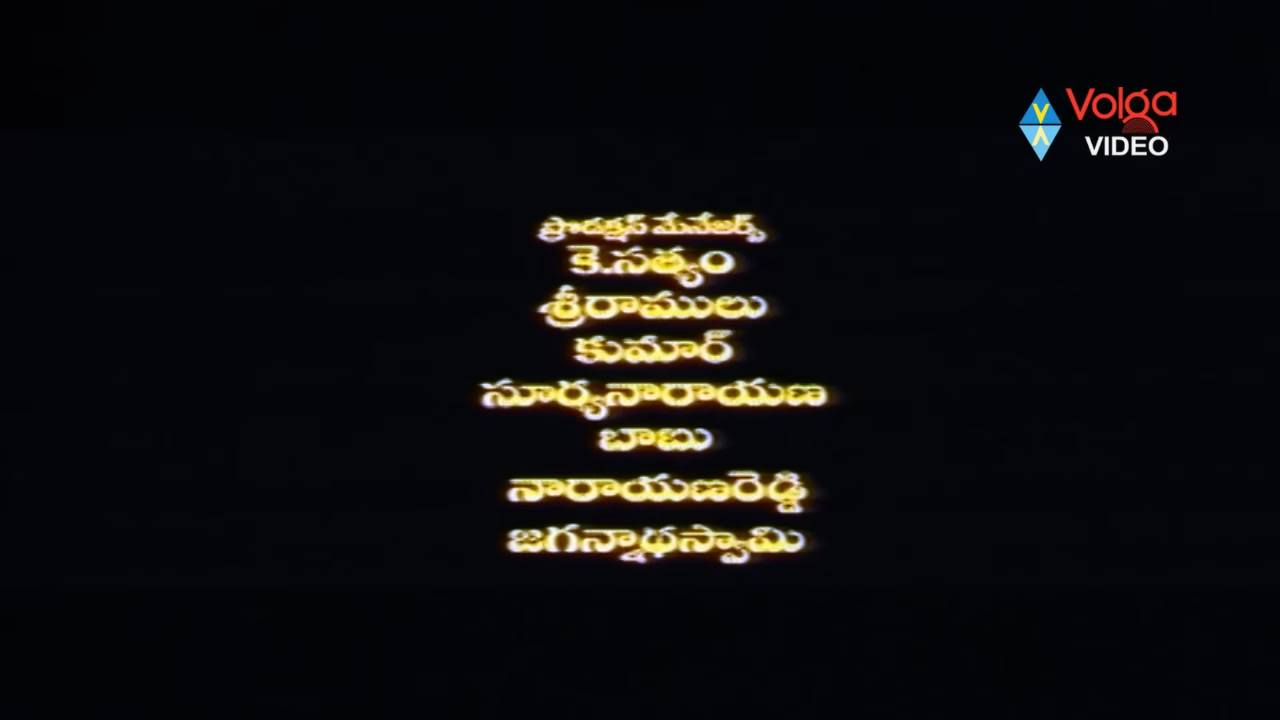 Volga
VIDEO
ప్రొడక్షన్ మేనేజర్స్
కె.సత్యం
శ్రీరాములు
కుమార్
సూర్యనారాయణ
బాబు
నారాయణరెడ్డి
జగన్నాథస్వామి